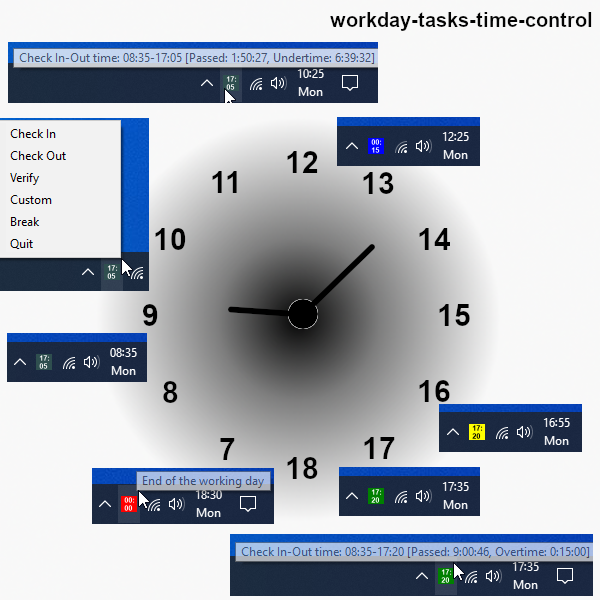 workday-tasks-time-control
Check In-Out time: 08:35-17:05 [Passed: 1:50:27, Undertime: 6:39:32]
17:
05
10:25
Mon
00:
15
12:25
Mon
Check In
Check Out
Verify
Custom
Break
Quit
17:
05
12
11
13
10
14
9
15
8
16
7
17
18
17:
05
08:35
Mon
17:
20
16:55
Mon
End of the working day
00:
00
18:30
Mon
17:
20
17:35
Mon
Check In-Out time: 08:35-17:20 [Passed: 9:00:46, Overtime: 0:15:00]
17:
20
17:35
Mon